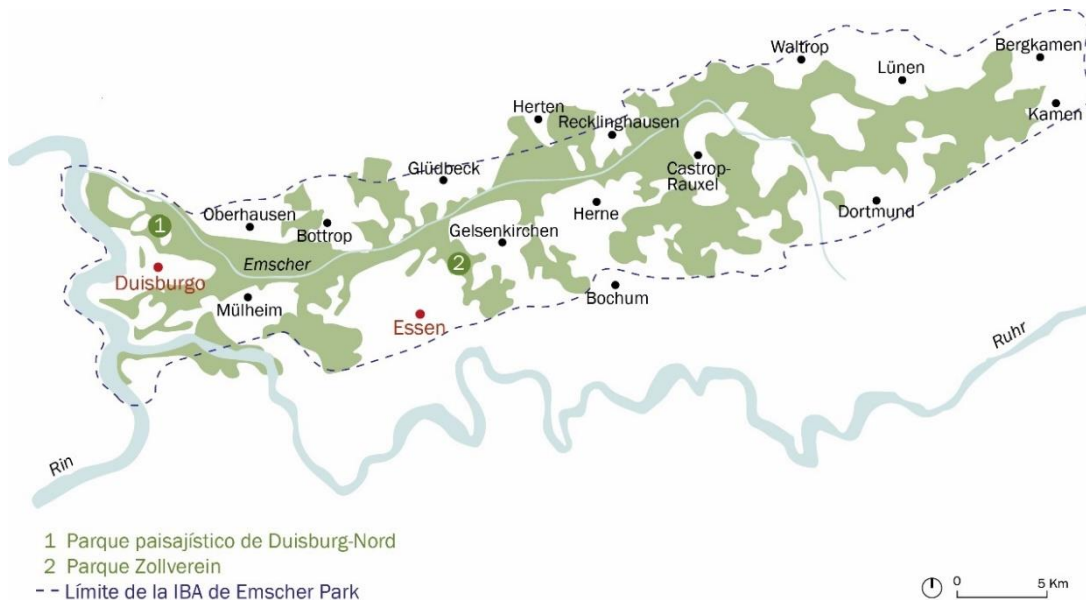 Waltrop
Bergkamen
Lünen
Herten
Recklinghausen
Kamen
Glüdbeck
Castrop-
Rauxel
Oberhausen
Bottrop
Herne
Dortmund
1
Gelsenkirchen
Emscher
2
Duisburgo
Mülheim
Bochum
Essen
Ruhr
Rin
1 Parque paisajístico de Duisburg-Nord
2 Parque Zollverein
-- Límite de la IBA de Emscher Park
0 5 Km